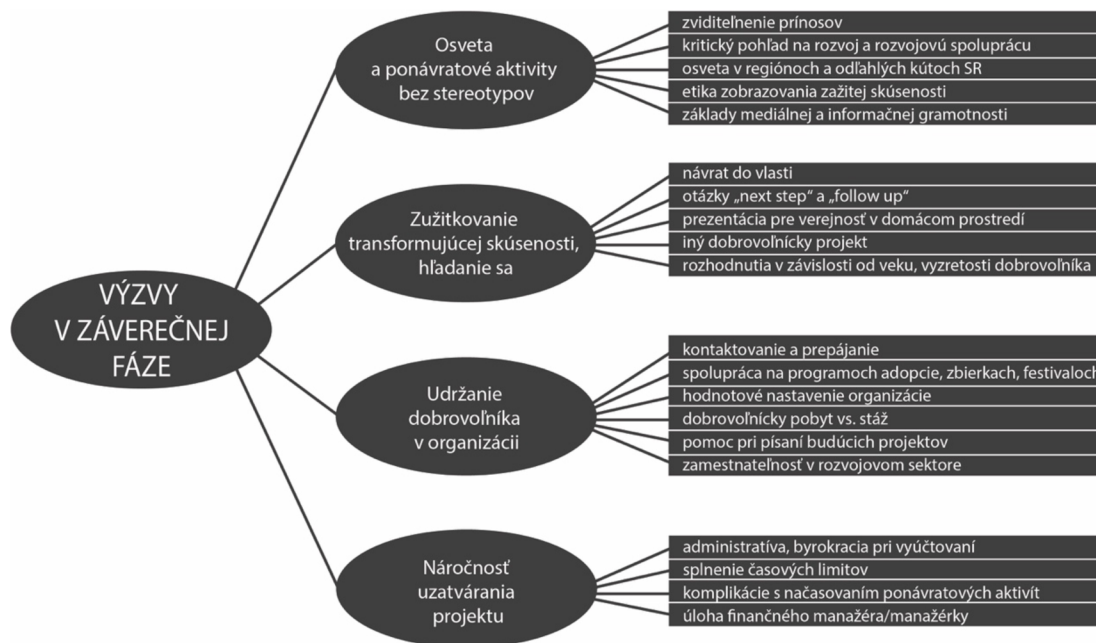 VÝZVY
V ZÁVEREČNEJ
FÁZE
Osveta
a ponávratové aktivity
bez stereotypov
zviditeľnenie prínosov
kritický pohľad na rozvoj a rozvojovú spoluprácu
osveta v regiónoch a odľahlých kútoch SR
etika zobrazovania zažitej skúsenosti
základy mediálnej a informačnej gramotnosti
Zužitkovanie
transformujúcej skúsenosti,
hľadanie sa
návrat do vlasti
otázky „next step“ a „follow up“
prezentácia pre verejnosť v domácom prostredí
iný dobrovoľnícky projekt
rozhodnutia v závislosti od veku, vyzretosti dobrovoľníka
Udržanie
dobrovoľníka
v organizácii
kontaktovanie a prepájanie
spolupráca na programoch adopcie, zbierkach, festivaloch
hodnotové nastavenie organizácie
dobrovoľnícky pobyt vs. stáž
pomoc pri písaní budúcich projektov
zamestnateľnosť v rozvojovom sektore
Náročnosť
uzatvárania
projektu
administratíva, byrokracia pri vyúčtovaní
splnenie časových limitov
komplikácie s načasovaním ponávratových aktivít
úloha finančného manažéra/manažérky